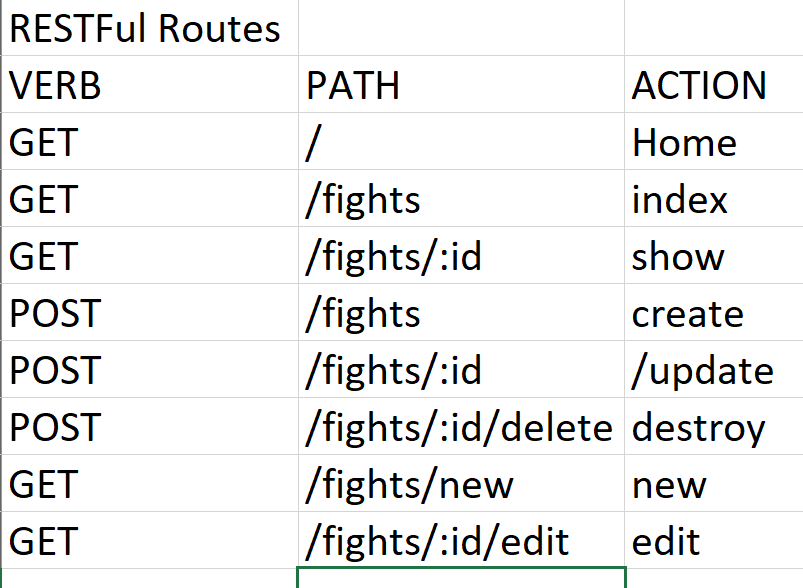 RESTFul Routes
VERB PATH ACTION
GET / Home
GET /fights index
GET /fights/:id show
POST /fights create
POST /fights/:id /update
POST /fights/:id/delete destroy
GET /fights/new new
GET /fights/:id/edit edit